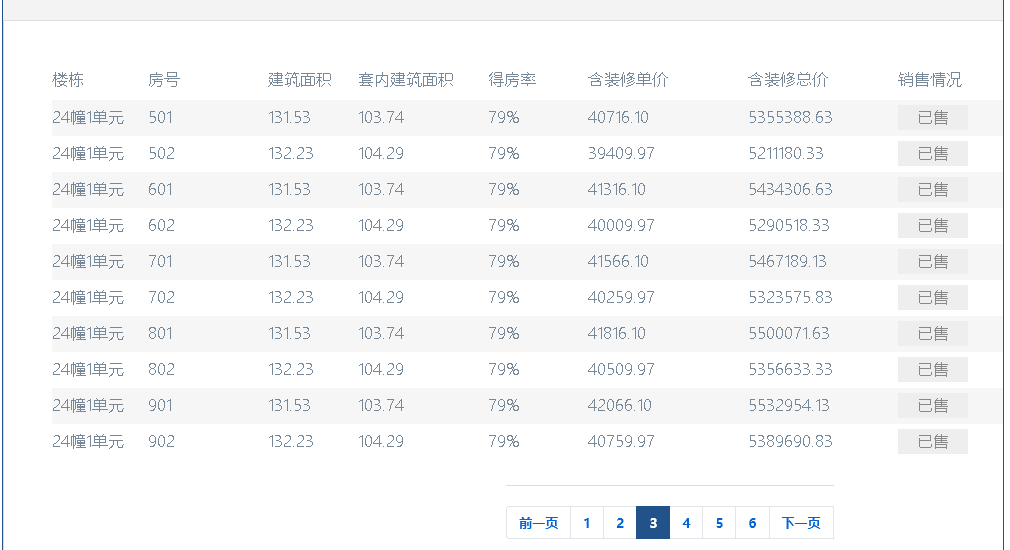 楼栋 房号 建筑面积 套内建筑面积 得房率 含装修单价 含装修总价 销售情况
24幢1单元 501 131.53 103.74 79% 40716.10 5355388.63 已售
24幢1单元 502 132.23 104.29 79% 39409.97 5211180.33 已售
24幢1单元 601 131.53 103.74 79% 41316.10 5434306.63 已售
24幢1单元 602 132.23 104.29 79% 40009.97 5290518.33 已售
24幢1单元 701 131.53 103.74 79% 41566.10 5467189.13 已售
24幢1单元 702 132.23 104.29 79% 40259.97 5323575.83 已售
24幢1单元 801 131.53 103.74 79% 41816.10 5500071.63 已售
24幢1单元 802 132.23 104.29 79% 40509.97 5356633.33 已售
24幢1单元 901 131.53 103.74 79% 42066.10 5532954.13 已售
24幢1单元 902 132.23 104.29 79% 40759.97 5389690.83 已售
前一页 1 2 3 4 5 6 下一页